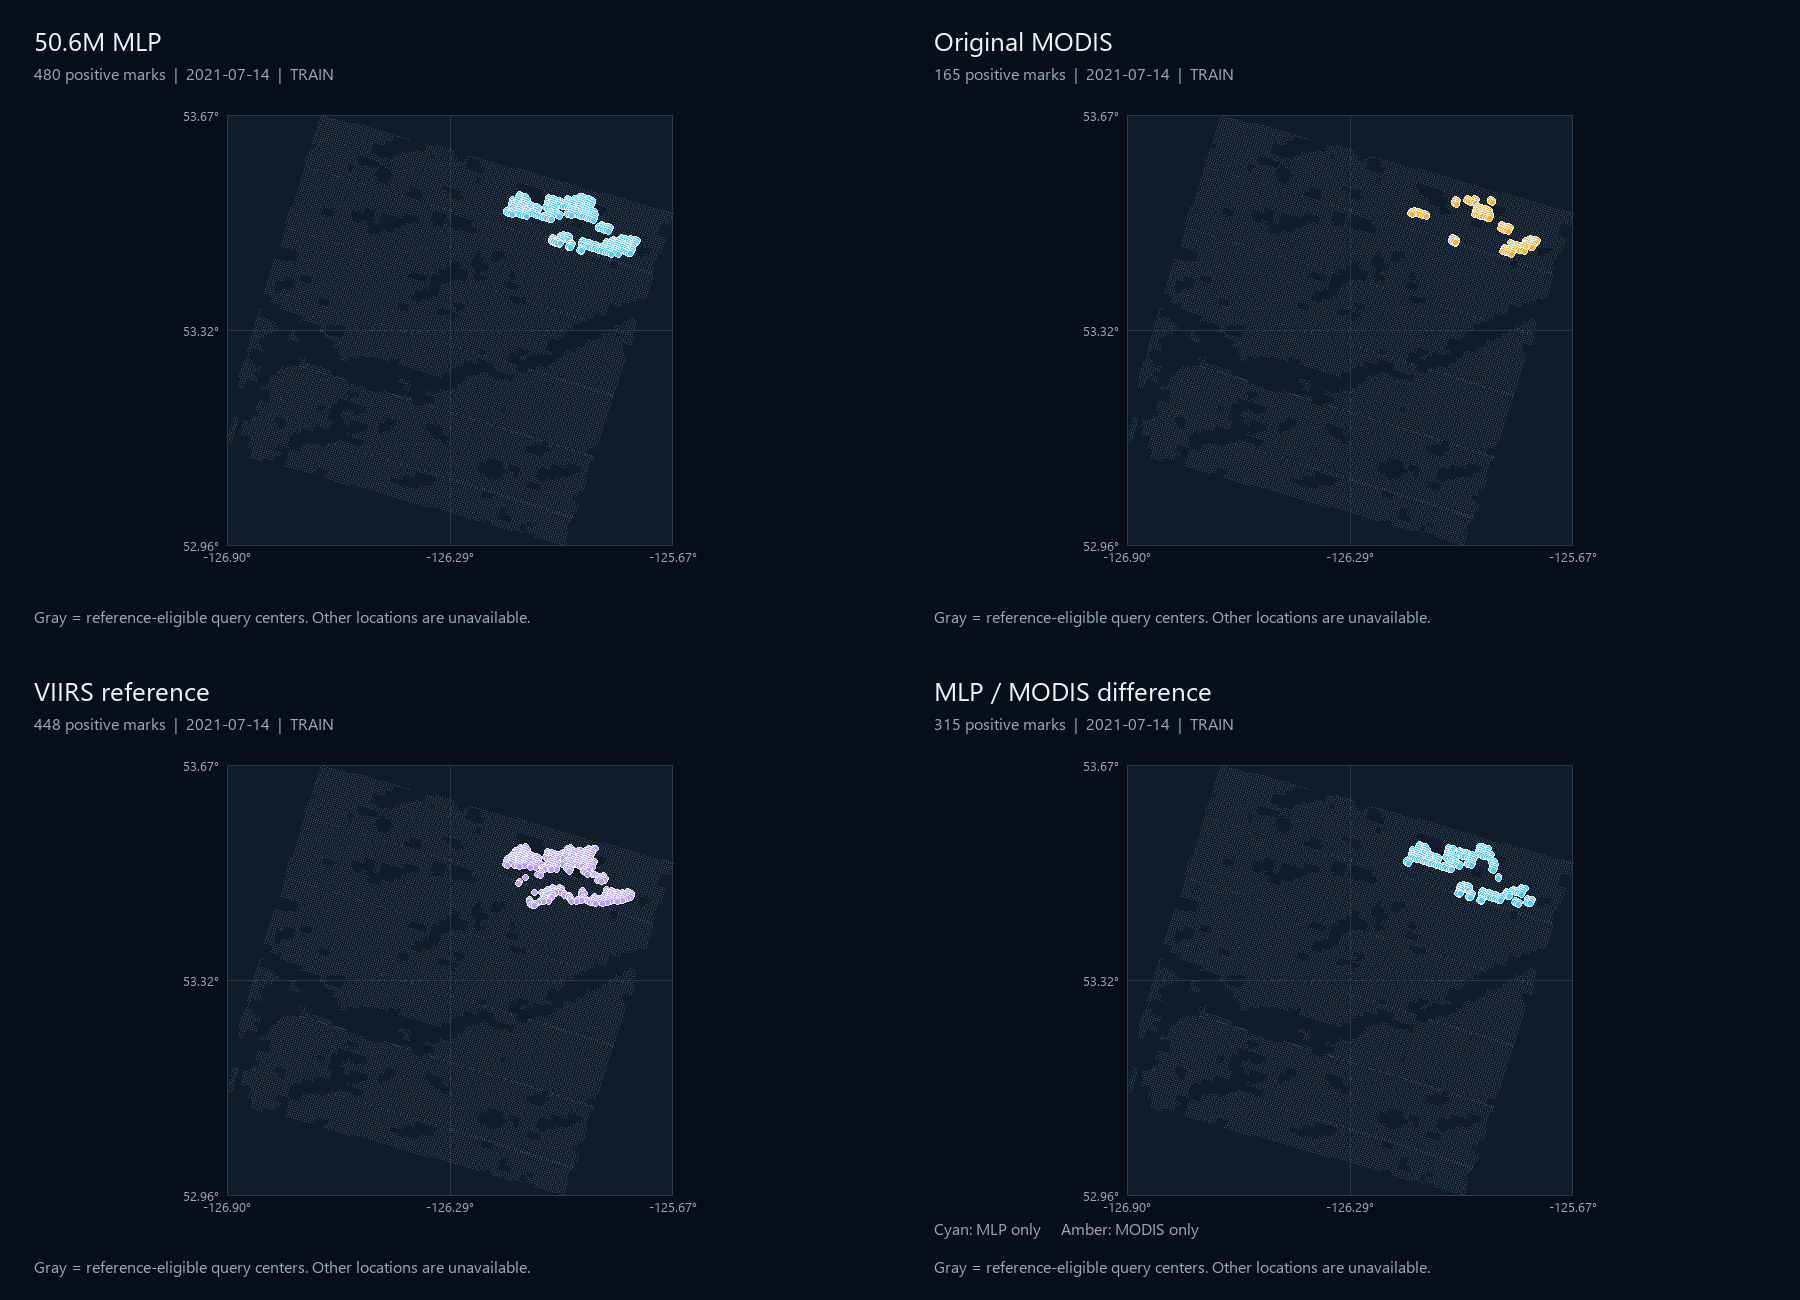 50.6M MLP
480 positive marks | 2021-07-14 | TRAIN
53.67°
53.32°
52.96°
-126.90°
-126.29°
-125.67°
Gray = reference-eligible query centers. Other locations are unavailable.
Original MODIS
165 positive marks | 2021-07-14 | TRAIN
53.67°
53.32°
52.96°
-126.90°
-126.29°
-125.67°
Gray = reference-eligible query centers. Other locations are unavailable.
VIIRS reference
448 positive marks | 2021-07-14 | TRAIN
53.67°
53.32°
52.96°
-126.90°
-126.29°
-125.67°
Gray = reference-eligible query centers. Other locations are unavailable.
MLP / MODIS difference
315 positive marks | 2021-07-14 | TRAIN
53.67°
53.32°
52.96°
-126.90°
-126.29°
-125.67°
Cyan: MLP only Amber: MODIS only
Gray = reference-eligible query centers. Other locations are unavailable.